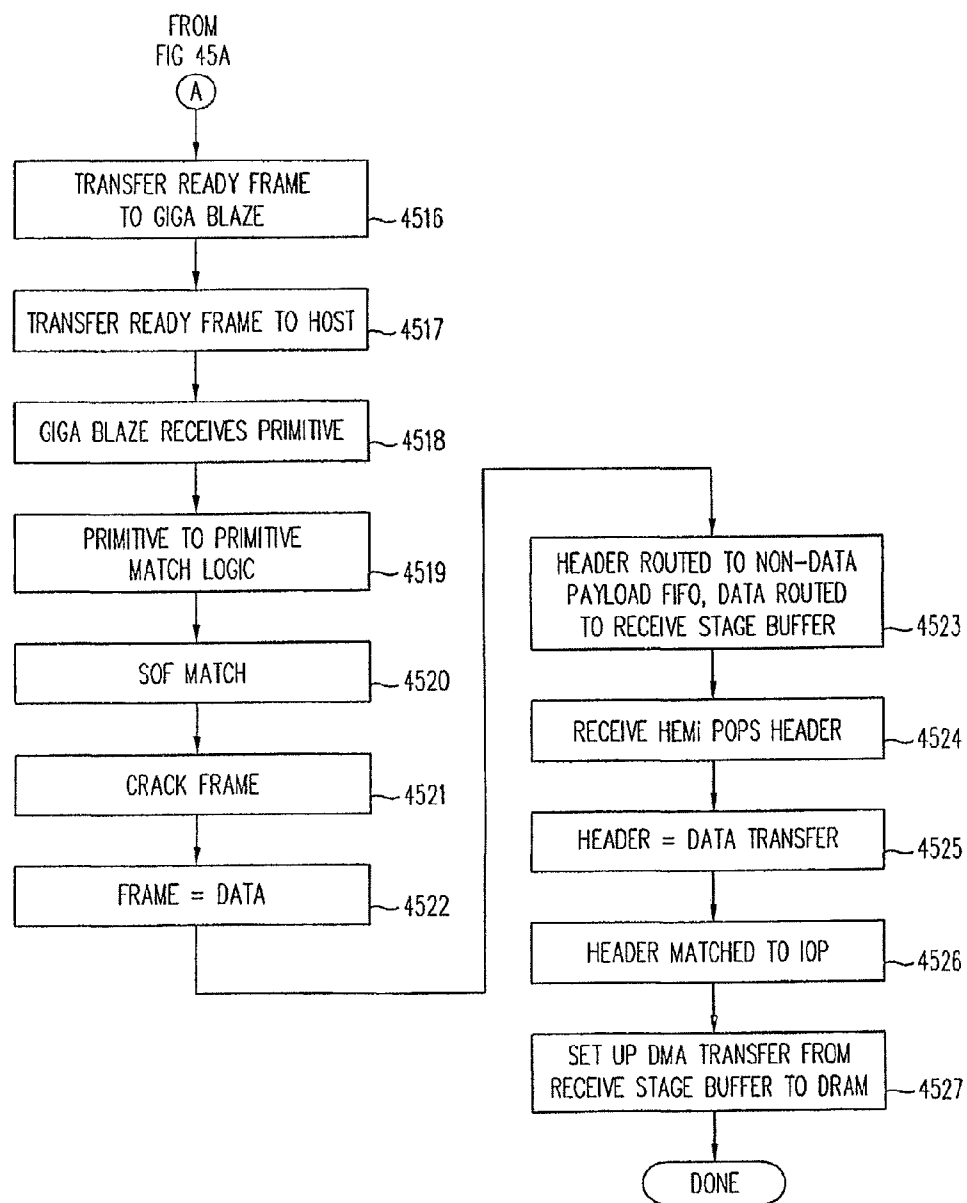 FROM
FIG 45A
A
TRANSFER READY FRAME
TO GIGA BLAZE
4516
TRANSFER READY FRAME TO HOST
4517
GIGA BLAZE RECEIVES PRIMITIVE
4518
PRIMITIVE TO PRIMITIVE
MATCH LOGIC
4519
SOF MATCH
4520
CRACK FRAME
4521
FRAME = DATA
4522
HEADER ROUTED TO NON-DATA
PAYLOAD FIFO, DATA ROUTED
TO RECEIVE STAGE BUFFER
4523
RECEIVE HEMi POPS HEADER
4524
HEADER = DATA TRANSFER
4525
HEADER MATCHED TO IOP
4526
SET UP DMA TRANSFER FROM
RECEIVE STAGE BUFFER TO DRAM
4527
DONE